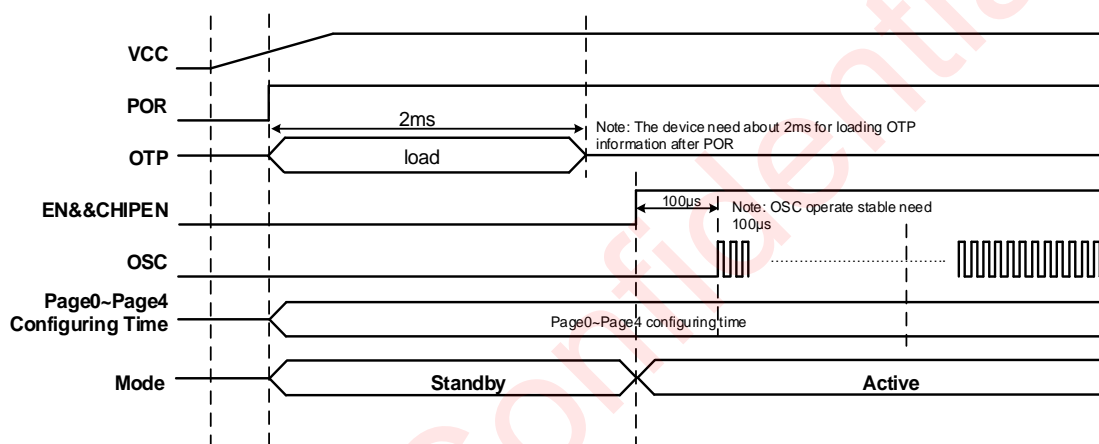 VCC
POR
2ms
Note: The device need about 2ms for loading OTP
information after POR
OTP
load
EN&&CHIPEN
100μs
Note: OSC operate stable need
100μs
OSC
Page0~Page4
Configuring Time
Page0~Page4 configuring time
Mode
Standby
Active
Confidential